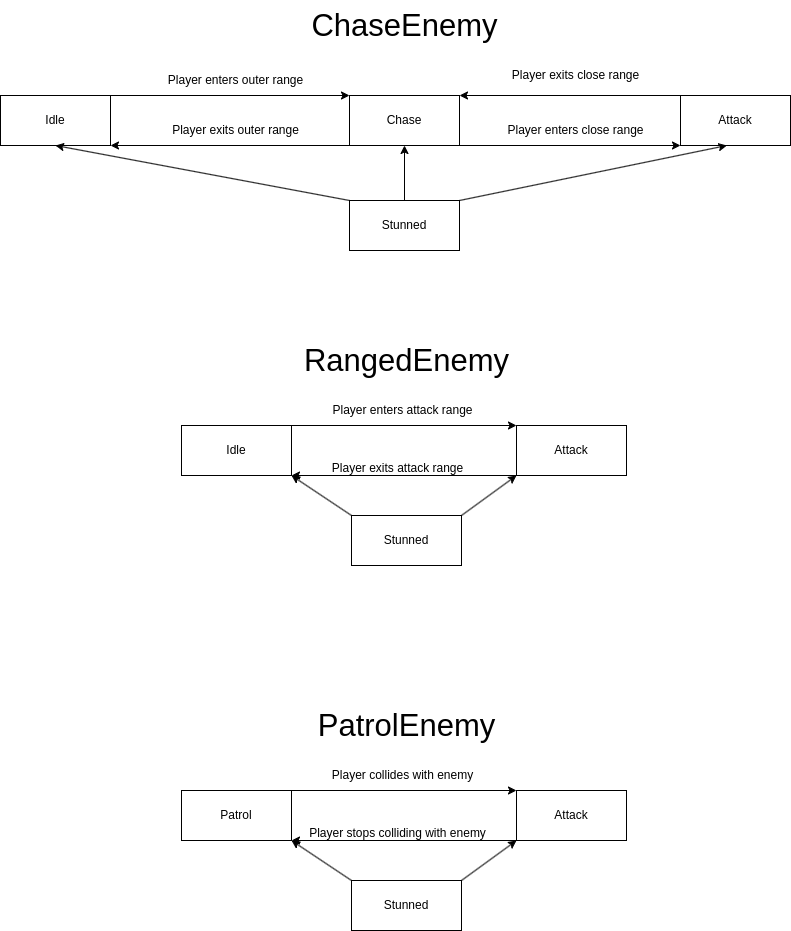 ChaseEnemy
Player enters outer range
Player exits close range
Idle
Chase
Attack
Player exits outer range
Player enters close range
Stunned
RangedEnemy
Player enters attack range
Idle
Attack
Player exits attack range
Stunned
PatrolEnemy
Player collides with enemy
Patrol
Attack
Player stops colliding with enemy
Stunned